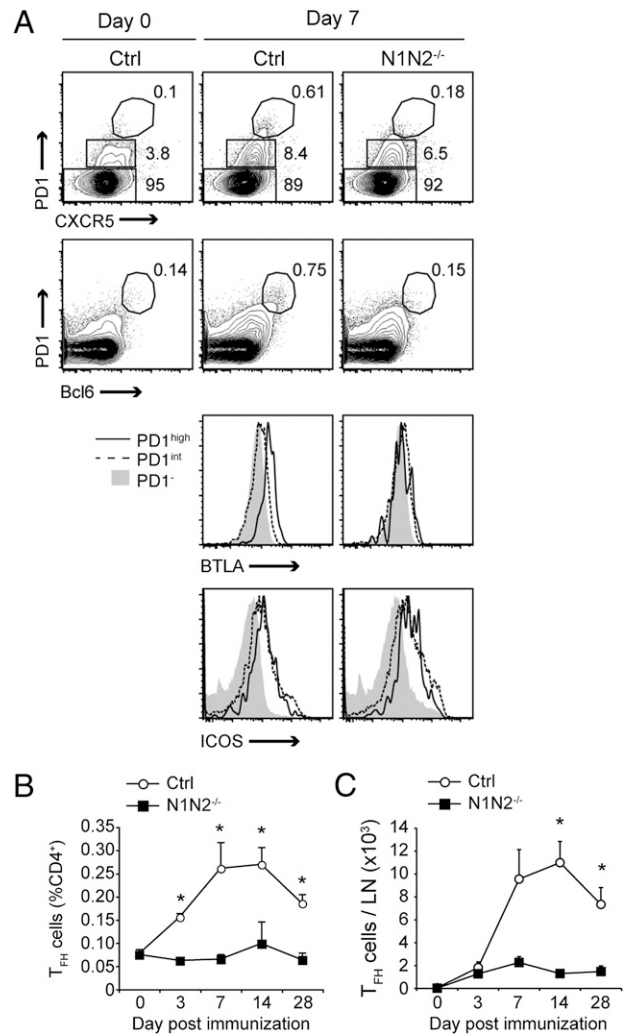 A
Day 0 Day 7
Ctrl Ctrl N1N2-/-
0.1 0.61 0.18
3.8 8.4 6.5
95 89 92
PD1
CXCR5
0.14 0.75 0.15
PD1
Bcl6
PD1high
PD1int
PD1-
BTLA
ICOS
B
Ctrl
N1N2-/-
TFH cells (%CD4+)
0.35
0.30
0.25
0.20
0.15
0.10
0.05
0
* * * *
0 3 7 14 28
Day post immunization
C
Ctrl
N1N2-/-
TFH cells / LN (x10³)
14
12
10
8
6
4
2
0
* *
0 3 7 14 28
Day post immunization